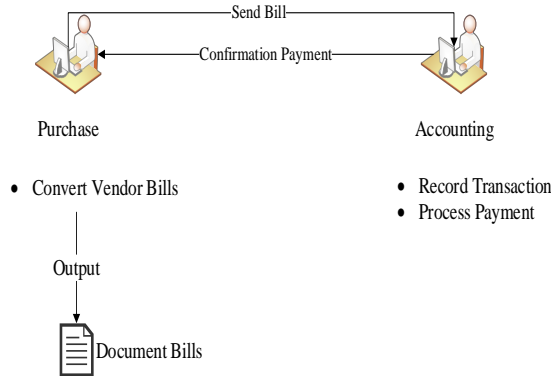 Send Bill
Confirmation Payment
Purchase
Accounting
• Convert Vendor Bills
• Record Transaction
• Process Payment
Output
Document Bills